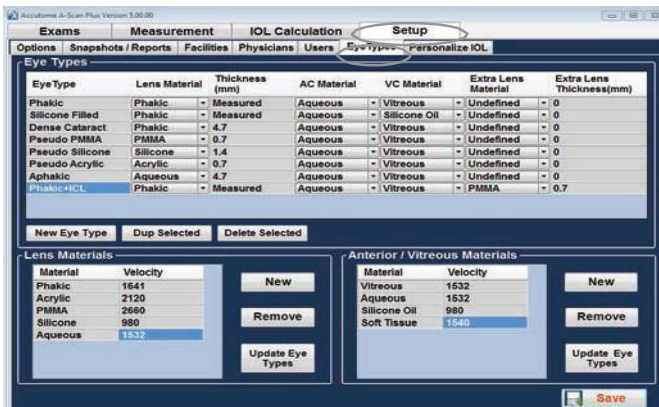 Accutome A-Scan Plus Version 5.00.00
Exams Measurement IOL Calculation Setup
Options Snapshots / Reports Facilities Physicians Users Eye Types Personalize IOL
Eye Types
Eye Type Lens Material Thickness (mm) AC Material VC Material Extra Lens Material Extra Lens Thickness(mm)
Phakic Phakic Measured Aqueous Vitreous Undefined 0
Silicone Filled Phakic Measured Aqueous Silicone Oil Undefined 0
Dense Cataract Phakic 4.7 Aqueous Vitreous Undefined 0
Pseudo PMMA PMMA 0.7 Aqueous Vitreous Undefined 0
Pseudo Silicone Silicone 1.4 Aqueous Vitreous Undefined 0
Pseudo Acrylic Acrylic 0.7 Aqueous Vitreous Undefined 0
Aphakic Aqueous 4.7 Aqueous Vitreous Undefined 0
Phakic+ICL Phakic Measured Aqueous Vitreous PMMA 0.7
New Eye Type Dup Selected Delete Selected
Lens Materials
Material Velocity
Phakic 1641
Acrylic 2120
PMMA 2660
Silicone 980
Aqueous 1532
New
Remove
Update Eye Types
Anterior / Vitreous Materials
Material Velocity
Vitreous 1532
Aqueous 1532
Silicone Oil 980
Soft Tissue 1540
New
Remove
Update Eye Types
Save